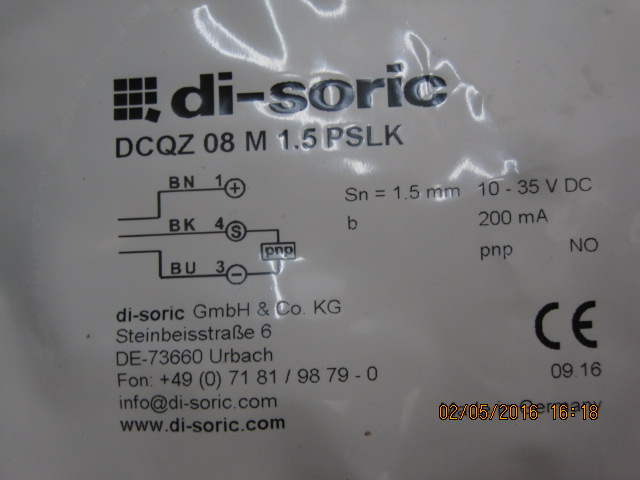 di-soric
DCQZ 08 M 1.5 PSLK
BN 1 +
BK 4 S
pnp
BU 3 −
Sn = 1.5 mm 10 - 35 V DC
b 200 mA
pnp NO
di-soric GmbH & Co. KG
Steinbeisstraße 6
DE-73660 Urbach
Fon: +49 (0) 71 81 / 98 79 - 0
info@di-soric.com
www.di-soric.com
CE
09.16
Germany
02/05/2016 16:18